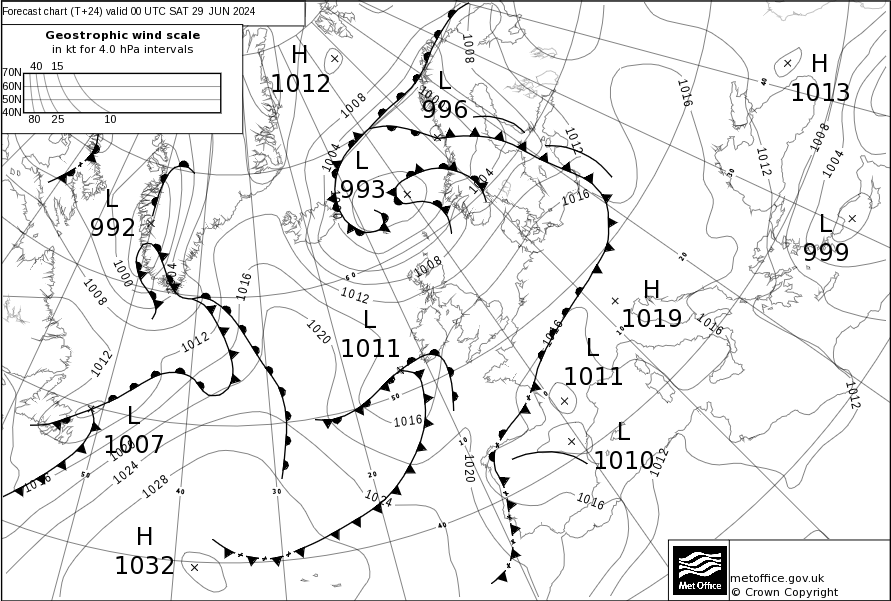 Forecast chart (T+24) valid 00 UTC SAT 29 JUN 2024
Geostrophic wind scale
in kt for 4.0 hPa intervals
40 15
70N
60N
50N
40N
80 25 10
H
1012
L
996
H
1013
L
993
L
992
L
999
H
1019
L
1011
L
1011
L
1007
L
1010
H
1032
1008
1008
1004
1016
1012
1012
1008
1004
1016
1004
1008
1000
1008
1016
1012
1012
1012
1020
1016
1016
1012
1016
1012
1020
1024
1028
1016
1024
1020
1012
1016
60
50
50
40
30
20
10
40
10
20
30
40
0
Met Office
metoffice.gov.uk
© Crown Copyright